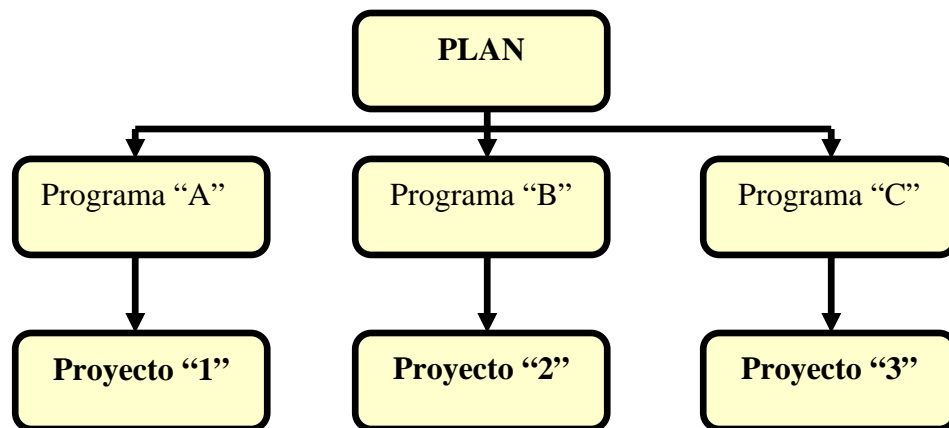 PLAN
Programa “A”
Programa “B”
Programa “C”
Proyecto “1”
Proyecto “2”
Proyecto “3”